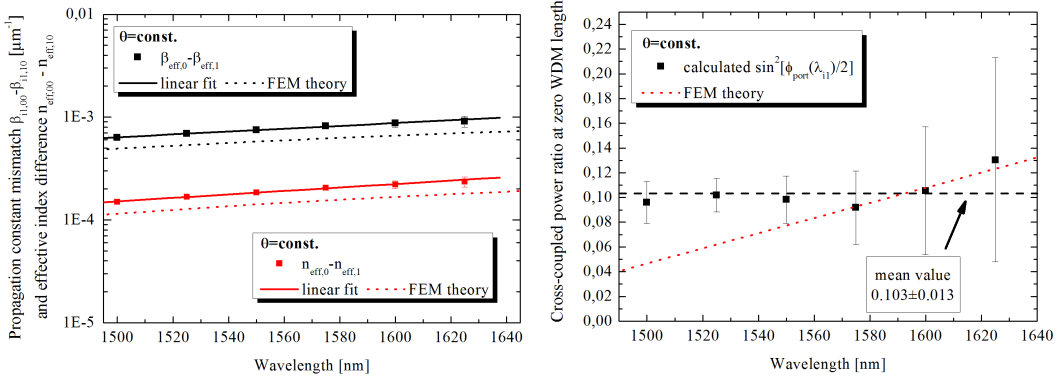 Propagation constant mismatch β_i1,00-β_i1,10 [μm⁻¹]
and effective index difference n_eff,00 - n_eff,10
0,01
1E-3
1E-4
1E-5
θ=const.
β_eff,0-β_eff,1
linear fit FEM theory
θ=const.
n_eff,0-n_eff,1
linear fit FEM theory
1500 1520 1540 1560 1580 1600 1620 1640
Wavelength [nm]
Cross-coupled power ratio at zero WDM length
0,24
0,22
0,20
0,18
0,16
0,14
0,12
0,10
0,08
0,06
0,04
0,02
0,00
θ=const.
calculated sin²[ϕ_port(λ_i1)/2]
FEM theory
mean value
0.103±0.013
1500 1520 1540 1560 1580 1600 1620 1640
Wavelength [nm]